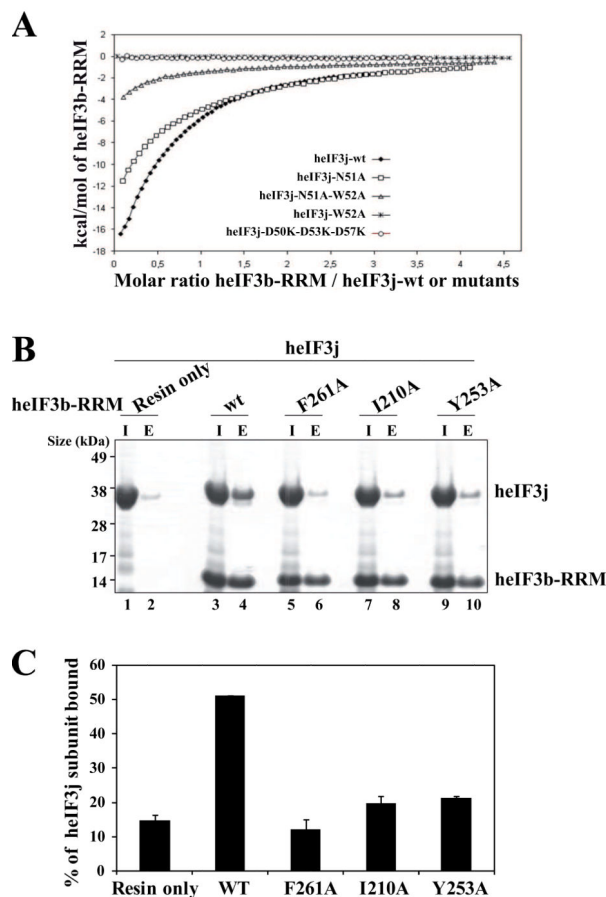 A
kcal/mol of heIF3b-RRM
0
-2
-4
-6
-8
-10
-12
-14
-16
-18
heIF3j-wt
heIF3j-N51A
heIF3j-N51A-W52A
heIF3j-W52A
heIF3j-D50K-D53K-D57K
0 0,5 1 1,5 2 2,5 3 3,5 4 4,5
Molar ratio heIF3b-RRM / heIF3j-wt or mutants
B
heIF3j
heIF3b-RRM Resin only wt F261A I210A Y253A
Size (kDa) I E I E I E I E I E
49
38 heIF3j
28
17
14 heIF3b-RRM
1 2 3 4 5 6 7 8 9 10
C
% of heIF3j subunit bound
60
50
40
30
20
10
0
Resin only WT F261A I210A Y253A